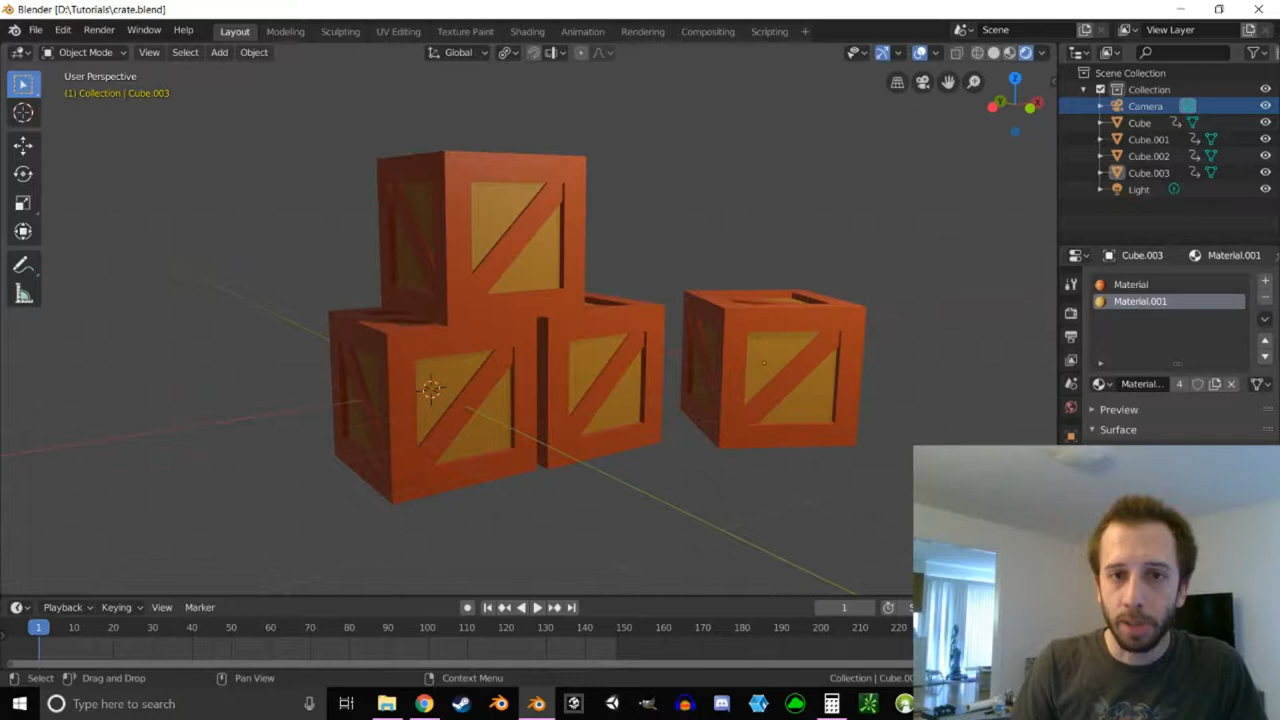 Blender [D:\Tutorials\crate.blend]
File Edit Render Window Help
Layout Modeling Sculpting UV Editing Texture Paint Shading Animation Rendering Compositing Scripting +
Scene
View Layer
Object Mode View Select Add Object
Global
User Perspective
(1) Collection | Cube.003
Z
Y
X
Scene Collection
Collection
Camera
Cube
Cube.001
Cube.002
Cube.003
Light
Cube.003 Material.001
Material
Material.001
Material... 4
Preview
Surface
Playback Keying View Marker
1
1 10 20 30 40 50 60 70 80 90 100 110 120 130 140 150 160 170 180 190 200 210 220
Select Drag and Drop Pan View Context Menu
Collection | Cube.00
Type here to search